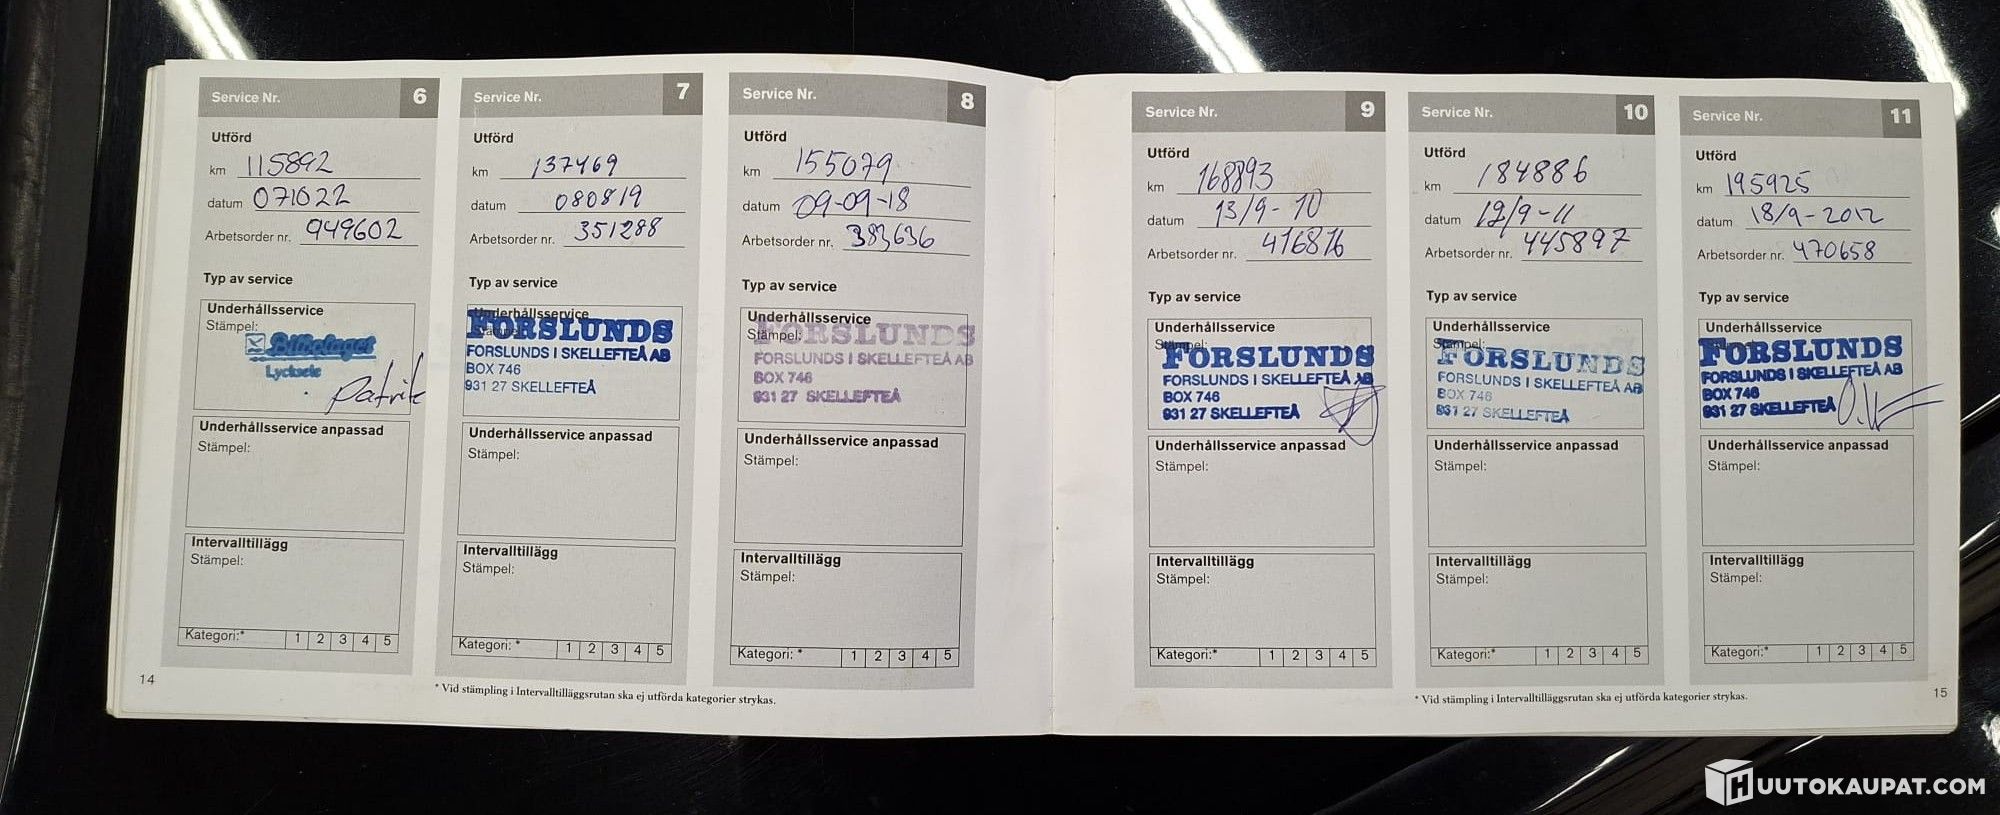 Service Nr. 6
Utförd
km 115892
datum 071022
Arbetsorder nr. 949602
Typ av service
Underhållsservice
Stämpel:
Bilbolaget
Lycksele
Patrik
Underhållsservice anpassad
Stämpel:
Intervalltillägg
Stämpel:
Kategori:* 1 2 3 4 5
14
Service Nr. 7
Utförd
km 137469
datum 080819
Arbetsorder nr. 351288
Typ av service
Underhållsservice
Stämpel:
FORSLUNDS
FORSLUNDS I SKELLEFTEÅ AB
BOX 746
931 27 SKELLEFTEÅ
Underhållsservice anpassad
Stämpel:
Intervalltillägg
Stämpel:
Kategori: * 1 2 3 4 5
Service Nr. 8
Utförd
km 155079
datum 09-09-18
Arbetsorder nr. 383636
Typ av service
Underhållsservice
Stämpel:
FORSLUNDS
FORSLUNDS I SKELLEFTEÅ AB
BOX 746
931 27 SKELLEFTEÅ
Underhållsservice anpassad
Stämpel:
Intervalltillägg
Stämpel:
Kategori: * 1 2 3 4 5
* Vid stämpling i Intervalltilläggsrutan ska ej utförda kategorier strykas.
Service Nr. 9
Utförd
km 168893
datum 13/9-10
Arbetsorder nr. 416816
Typ av service
Underhållsservice
Stämpel:
FORSLUNDS
FORSLUNDS I SKELLEFTEÅ AB
BOX 746
931 27 SKELLEFTEÅ
Underhållsservice anpassad
Stämpel:
Intervalltillägg
Stämpel:
Kategori:* 1 2 3 4 5
Service Nr. 10
Utförd
km 184886
datum 12/9-11
Arbetsorder nr. 445897
Typ av service
Underhållsservice
Stämpel:
FORSLUNDS
FORSLUNDS I SKELLEFTEÅ AB
BOX 746
931 27 SKELLEFTEÅ
Underhållsservice anpassad
Stämpel:
Intervalltillägg
Stämpel:
Kategori:* 1 2 3 4 5
Service Nr. 11
Utförd
km 195925
datum 18/9-2012
Arbetsorder nr. 470658
Typ av service
Underhållsservice
Stämpel:
FORSLUNDS
FORSLUNDS I SKELLEFTEÅ AB
BOX 746
931 27 SKELLEFTEÅ
Underhållsservice anpassad
Stämpel:
Intervalltillägg
Stämpel:
Kategori:* 1 2 3 4 5
* Vid stämpling i Intervalltilläggsrutan ska ej utförda kategorier strykas.
15
HUUTOKAUPAT.COM